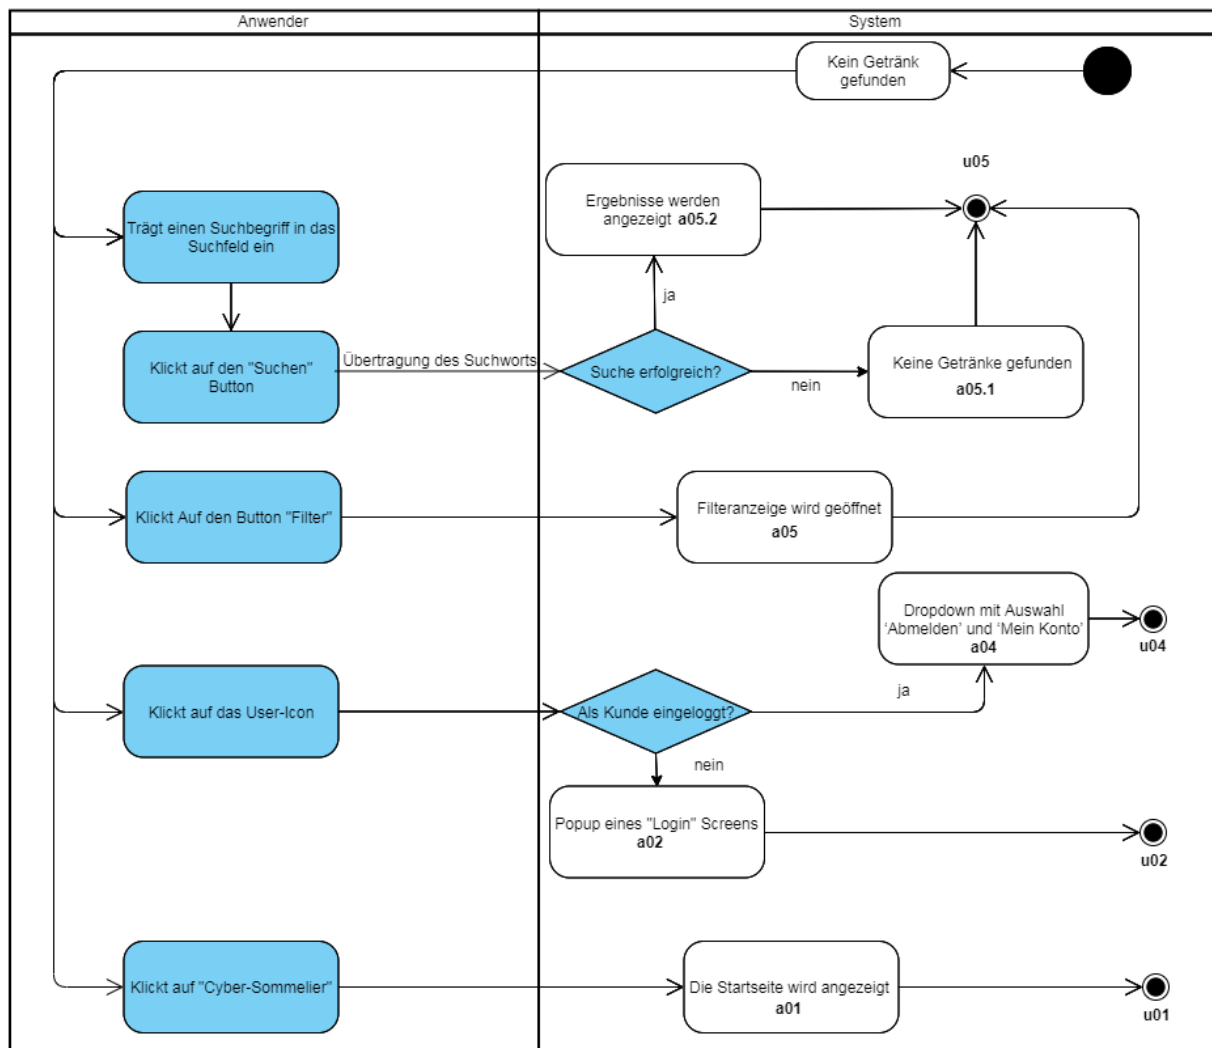 Anwender
System
Kein Getränk
gefunden
u05
Ergebnisse werden
angezeigt a05.2
Trägt einen Suchbegriff in das
Suchfeld ein
ja
Klickt auf den "Suchen"
Button
Übertragung des Suchworts
Suche erfolgreich?
nein
Keine Getränke gefunden
a05.1
Klickt Auf den Button "Filter"
Filteranzeige wird geöffnet
a05
Dropdown mit Auswahl
‘Abmelden’ und ‘Mein Konto’
a04
u04
Klickt auf das User-Icon
Als Kunde eingeloggt?
ja
nein
Popup eines "Login" Screens
a02
u02
Klickt auf "Cyber-Sommelier"
Die Startseite wird angezeigt
a01
u01